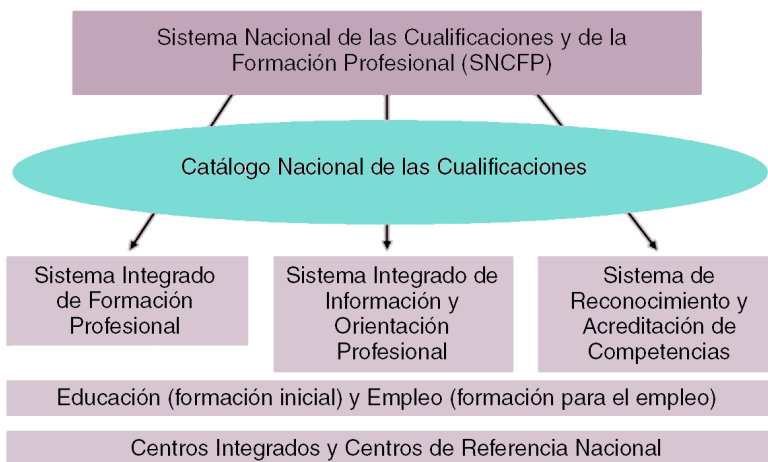 Sistema Nacional de las Cualificaciones y de la
Formación Profesional (SNCFP)
Catálogo Nacional de las Cualificaciones
Sistema Integrado
de Formación
Profesional
Sistema Integrado de
Información y
Orientación
Profesional
Sistema de
Reconocimiento y
Acreditación de
Competencias
Educación (formación inicial) y Empleo (formación para el empleo)
Centros Integrados y Centros de Referencia Nacional